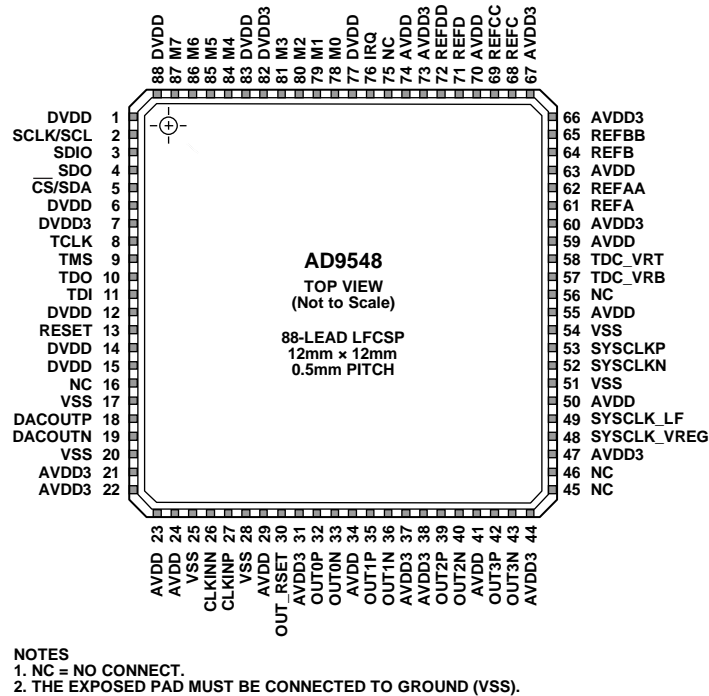 88 DVDD
87 M7
86 M6
85 M5
84 M4
83 DVDD
82 DVDD3
81 M3
80 M2
79 M1
78 M0
77 DVDD
76 IRQ
75 NC
74 AVDD
73 AVDD3
72 REFDD
71 REFD
70 AVDD
69 REFCC
68 REFC
67 AVDD3
DVDD 1
SCLK/SCL 2
SDIO 3
SDO 4
CS/SDA 5
DVDD 6
DVDD3 7
TCLK 8
TMS 9
TDO 10
TDI 11
DVDD 12
RESET 13
DVDD 14
DVDD 15
NC 16
VSS 17
DACOUTP 18
DACOUTN 19
VSS 20
AVDD3 21
AVDD3 22
AD9548
TOP VIEW
(Not to Scale)
88-LEAD LFCSP
12mm × 12mm
0.5mm PITCH
66 AVDD3
65 REFBB
64 REFB
63 AVDD
62 REFAA
61 REFA
60 AVDD3
59 AVDD
58 TDC_VRT
57 TDC_VRB
56 NC
55 AVDD
54 VSS
53 SYSCLKP
52 SYSCLKN
51 VSS
50 AVDD
49 SYSCLK_LF
48 SYSCLK_VREG
47 AVDD3
46 NC
45 NC
AVDD 23
AVDD 24
VSS 25
CLKINN 26
CLKINP 27
VSS 28
AVDD 29
OUT_RSET 30
AVDD3 31
OUT0P 32
OUT0N 33
AVDD 34
OUT1P 35
OUT1N 36
AVDD3 37
AVDD3 38
OUT2P 39
OUT2N 40
AVDD 41
OUT3P 42
OUT3N 43
AVDD3 44
NOTES
1. NC = NO CONNECT.
2. THE EXPOSED PAD MUST BE CONNECTED TO GROUND (VSS).